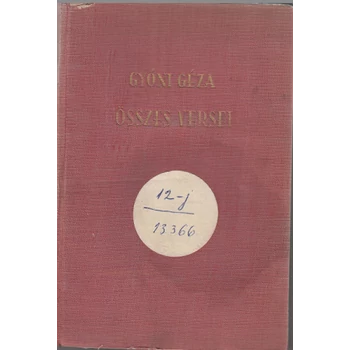 GYÓNI GÉZA
ÖSSZES VERSEI
12-j
13366